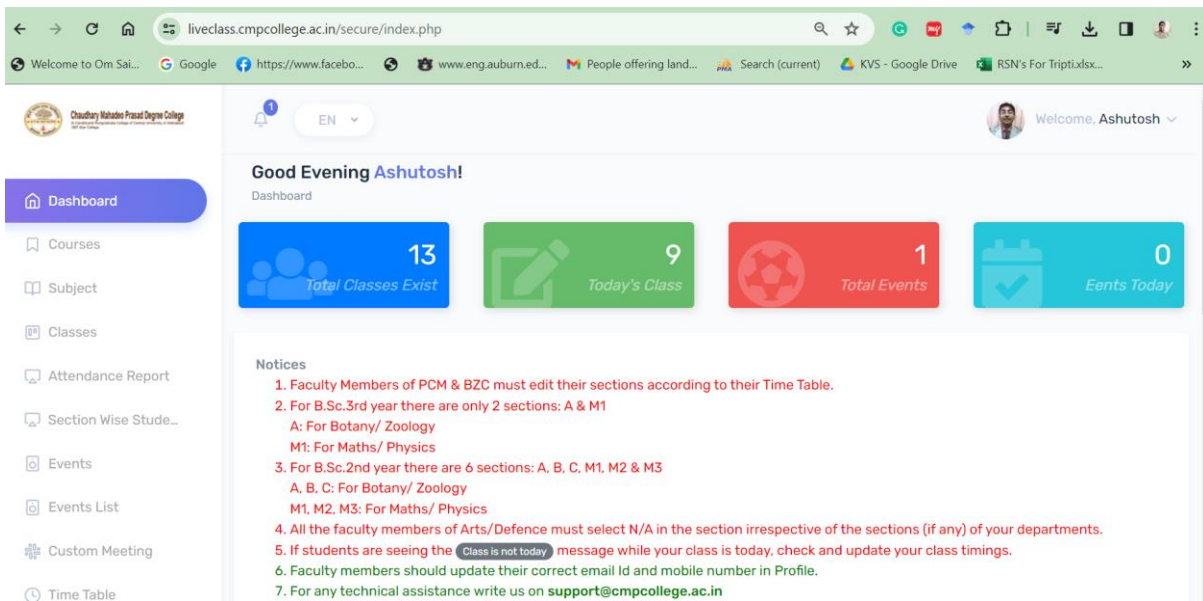 liveclass.cmpcollege.ac.in/secure/index.php
Welcome to Om Sai... Google https://www.facebo... www.eng.auburn.ed... People offering land... Search (current) KVS - Google Drive RSN's For Tripti.xlsx... »
Chaudhary Mahadeo Prasad Degree College
1
EN
Welcome, Ashutosh
Good Evening Ashutosh!
Dashboard
Dashboard
Courses
Subject
Classes
Attendance Report
Section Wise Stude...
Events
Events List
Custom Meeting
Time Table
13
Total Classes Exist
9
Today's Class
1
Total Events
0
Eents Today
Notices
1. Faculty Members of PCM & BZC must edit their sections according to their Time Table.
2. For B.Sc.3rd year there are only 2 sections: A & M1
A: For Botany/ Zoology
M1: For Maths/ Physics
3. For B.Sc.2nd year there are 6 sections: A, B, C, M1, M2 & M3
A, B, C: For Botany/ Zoology
M1, M2, M3: For Maths/ Physics
4. All the faculty members of Arts/Defence must select N/A in the section irrespective of the sections (if any) of your departments.
5. If students are seeing the Class is not today message while your class is today, check and update your class timings.
6. Faculty members should update their correct email Id and mobile number in Profile.
7. For any technical assistance write us on support@cmpcollege.ac.in